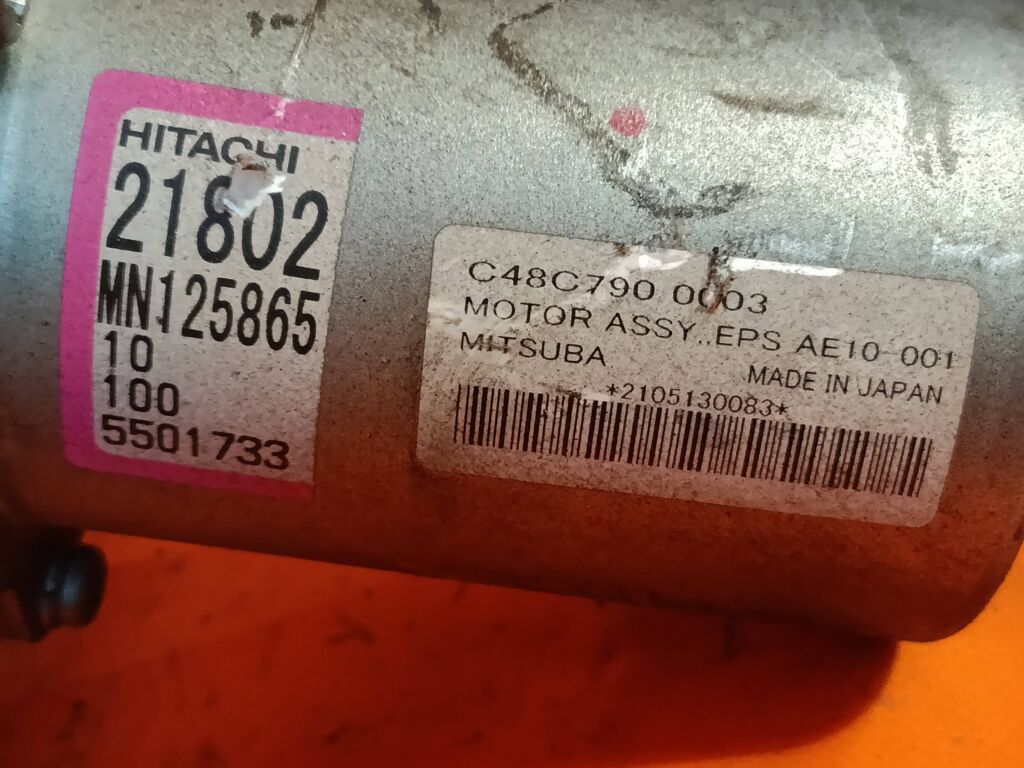 HITACHI
21802
MN125865
10
100
5501733
C48C790 0003
MOTOR ASSY.,EPS AE10-001
MITSUBA
MADE IN JAPAN
*2105130083*